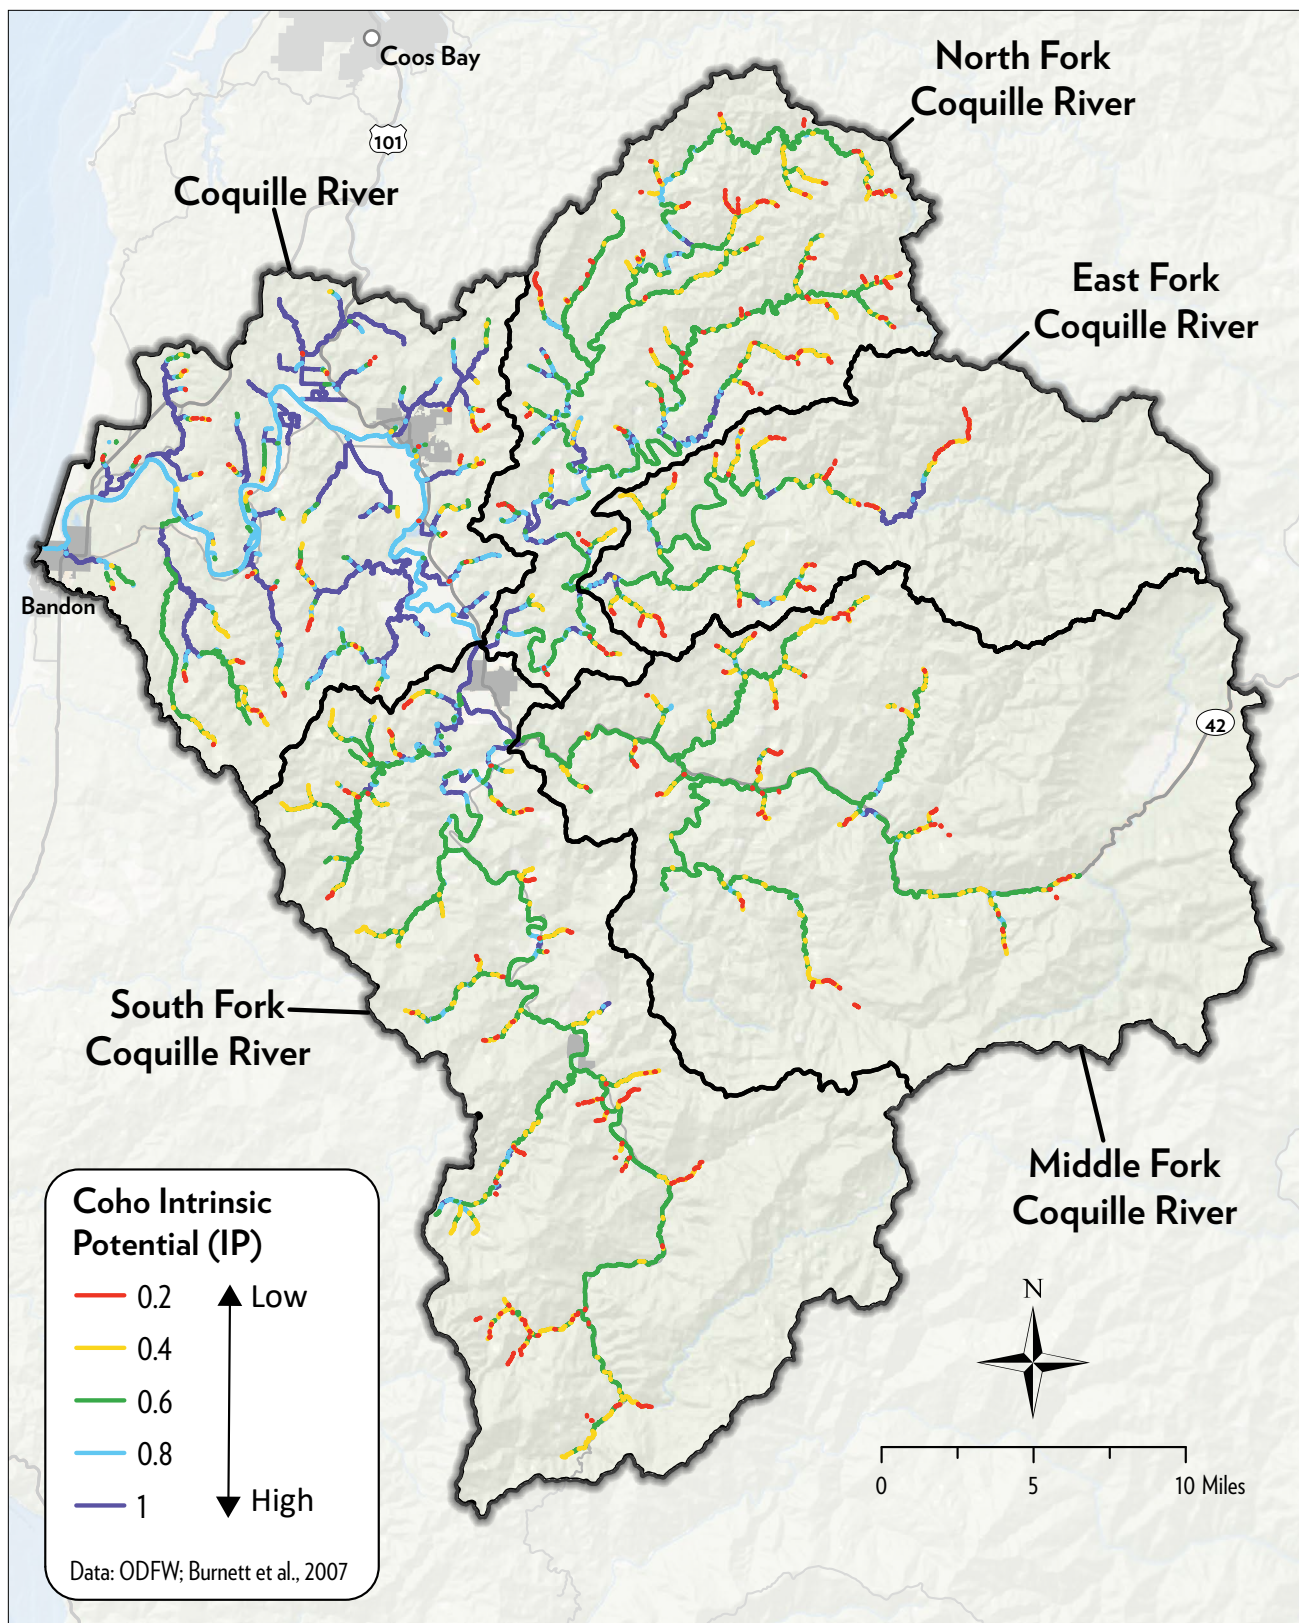 Coos Bay
101
North Fork
Coquille River
Coquille River
East Fork
Coquille River
Bandon
42
South Fork
Coquille River
Middle Fork
Coquille River
Coho Intrinsic
Potential (IP)
0.2
Low
0.4
0.6
0.8
1
High
Data: ODFW; Burnett et al., 2007
N
0 5 10 Miles